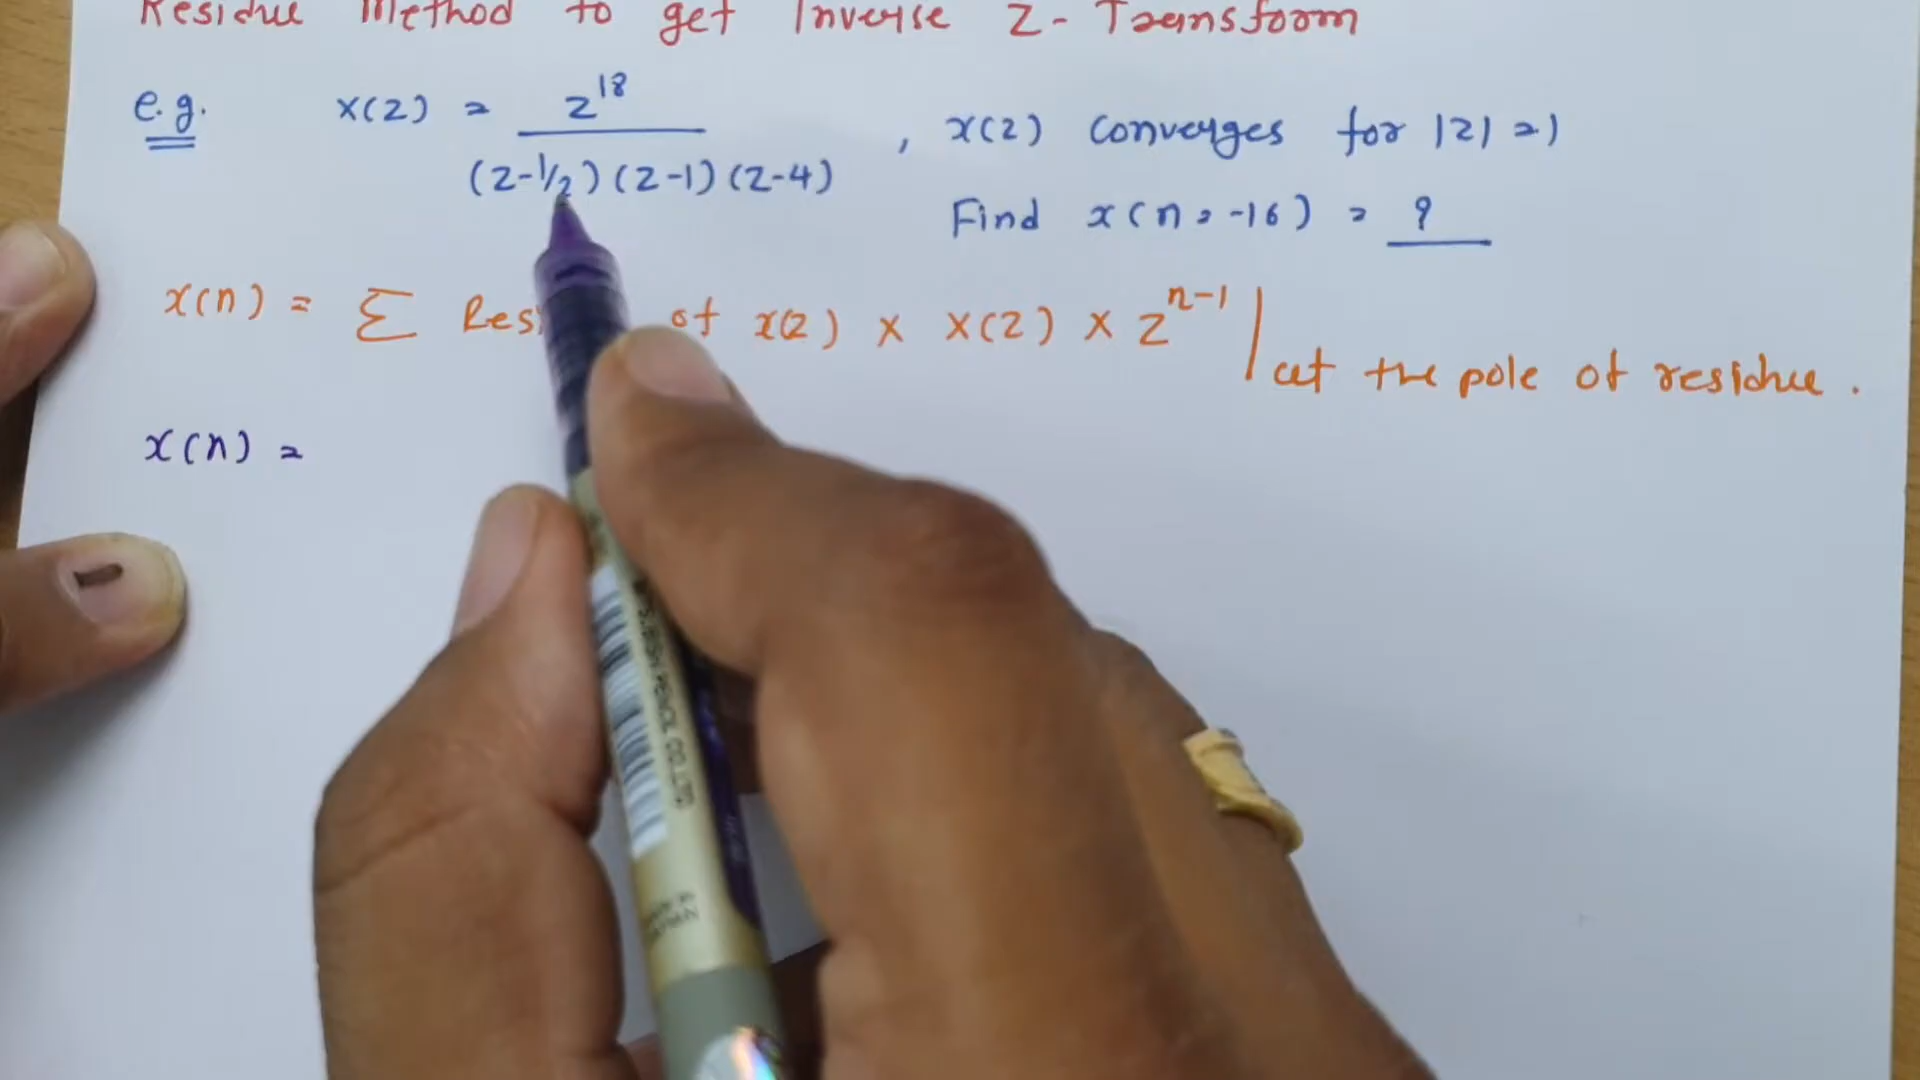 Residue Method to get Inverse Z-Transform
e.g. X(Z) = Z^18 / (Z-1/2)(Z-1)(Z-4) , X(Z) Converges for |Z|=1
Find x(n=-16) = ?
x(n) = Σ of X(Z) × X(Z) × Z^n-1 | at the pole of residue.
x(n) =